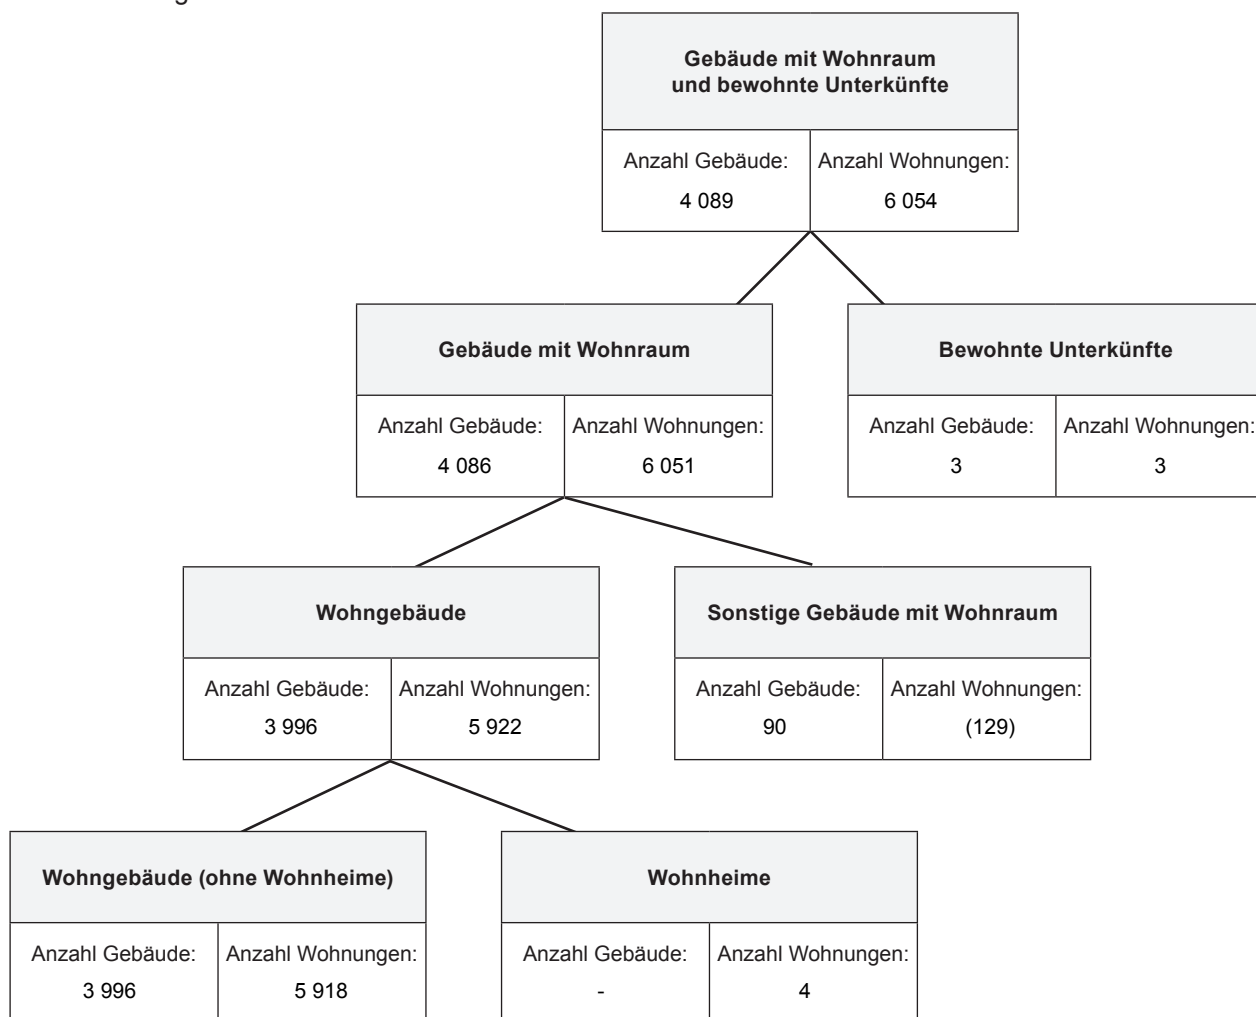 Gebäude mit Wohnraum
und bewohnte Unterkünfte
Anzahl Gebäude: Anzahl Wohnungen:
4 089 6 054
Gebäude mit Wohnraum
Anzahl Gebäude: Anzahl Wohnungen:
4 086 6 051
Bewohnte Unterkünfte
Anzahl Gebäude: Anzahl Wohnungen:
3 3
Wohngebäude
Anzahl Gebäude: Anzahl Wohnungen:
3 996 5 922
Sonstige Gebäude mit Wohnraum
Anzahl Gebäude: Anzahl Wohnungen:
90 (129)
Wohngebäude (ohne Wohnheime)
Anzahl Gebäude: Anzahl Wohnungen:
3 996 5 918
Wohnheime
Anzahl Gebäude: Anzahl Wohnungen:
- 4